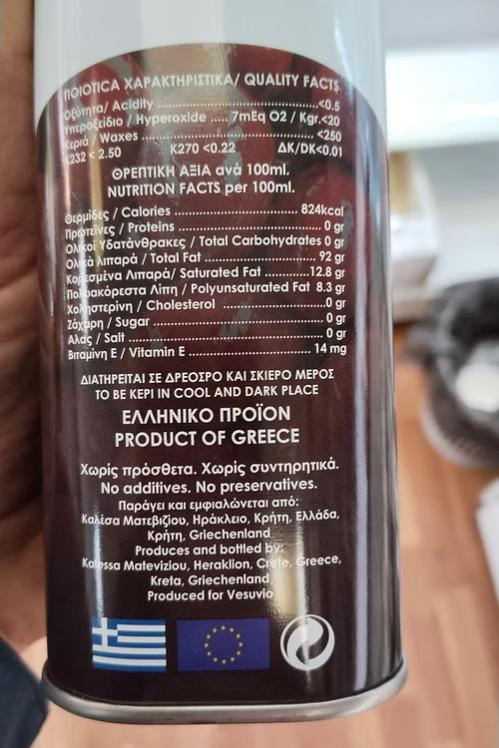 ΠΟΙΟΤΙCΑ ΧΑΡΑΚΤΗΡΙΣΤΙΚΑ/ QUALITY FACTS
Οξύτητα/ Acidity ..........<0.5
Υπεροξείδιο / Hyperoxide ..... 7mEq O2 / Kgr.<20
Κεριά / Waxes ..........<250
K232 < 2.50 K270 <0.22 ΔK/DK<0.01
ΘΡΕΠΤΙΚΗ ΑΞΙΑ ανά 100ml.
NUTRITION FACTS per 100ml.
Θερμίδες / Calories .......... 824kcal
Πρωτεϊνες / Proteins ..........0 gr
Ολικοί Υδατάνθρακες / Total Carbohydrates 0 gr
Ολικά λιπαρά / Total Fat .......... 92 gr
Κορεσμένα Λιπαρά/ Saturated Fat ..........12.8 gr
Πολυακόρεστα Λίπη / Polyunsaturated Fat 8.3 gr
Χοληστερίνη / Cholesterol ..........0 gr
Ζάχαρη / Sugar ..........0 gr
Αλας / Salt .......... 0 gr
Βιταμίνη Ε / Vitamin E .......... 14 mg
ΔΙΑΤΗΡΕΙΤΑΙ ΣΕ ΔΡΕΟΣΡΟ ΚΑΙ ΣΚΙΕΡΟ ΜΕΡΟΣ
TO BE KERI IN COOL AND DARK PLACE
ΕΛΛΗΝΙΚΟ ΠΡΟΪΟΝ
PRODUCT OF GREECE
Χωρίς πρόσθετα. Χωρίς συντηρητικά.
No additives. No preservatives.
Παράγει και εμφιαλώνεται από:
Καλέσα Ματεβιζίου, Ηράκλειο, Κρήτη, Ελλάδα,
Κρήτη, Griechenland
Produces and bottled by:
Kalessa Mateviziou, Heraklion, Crete, Greece,
Kreta, Griechenland
Produced for Vesuvio